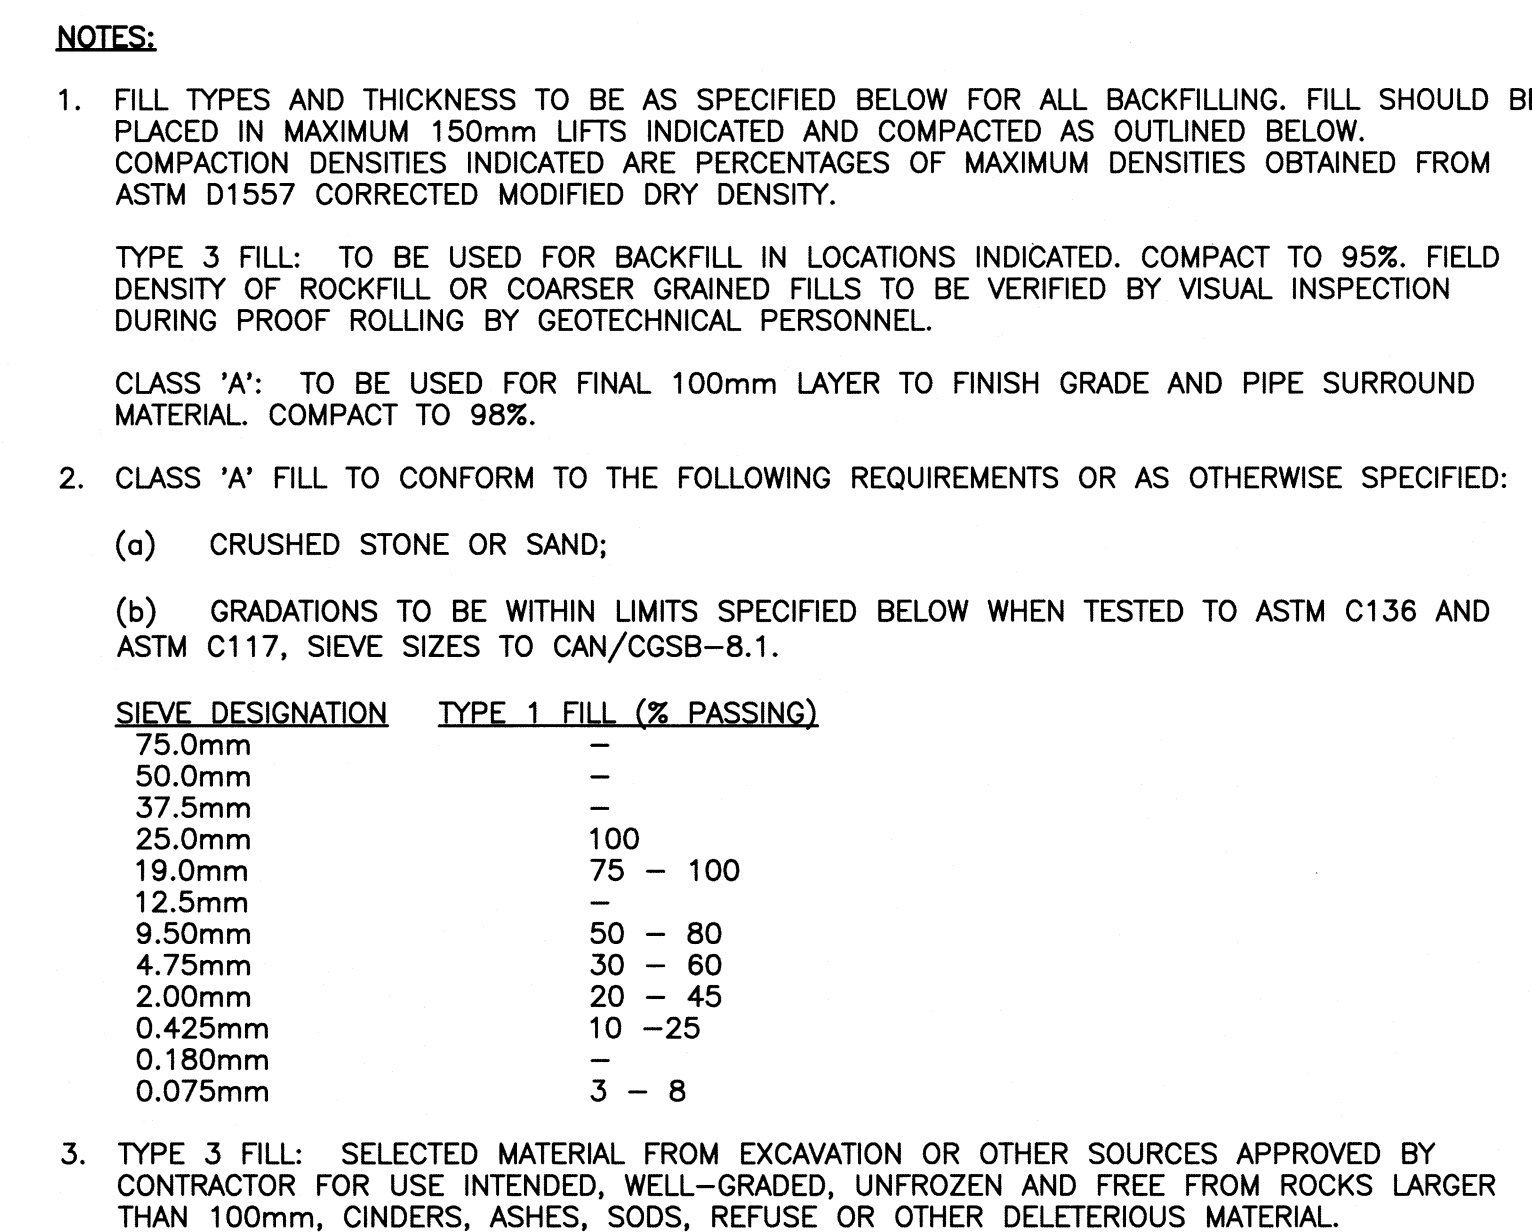 NOTES:
1. FILL TYPES AND THICKNESS TO BE AS SPECIFIED BELOW FOR ALL BACKFILLING. FILL SHOULD BE
PLACED IN MAXIMUM 150mm LIFTS INDICATED AND COMPACTED AS OUTLINED BELOW.
COMPACTION DENSITIES INDICATED ARE PERCENTAGES OF MAXIMUM DENSITIES OBTAINED FROM
ASTM D1557 CORRECTED MODIFIED DRY DENSITY.
TYPE 3 FILL: TO BE USED FOR BACKFILL IN LOCATIONS INDICATED. COMPACT TO 95%. FIELD
DENSITY OF ROCKFILL OR COARSER GRAINED FILLS TO BE VERIFIED BY VISUAL INSPECTION
DURING PROOF ROLLING BY GEOTECHNICAL PERSONNEL.
CLASS 'A': TO BE USED FOR FINAL 100mm LAYER TO FINISH GRADE AND PIPE SURROUND
MATERIAL. COMPACT TO 98%.
2. CLASS 'A' FILL TO CONFORM TO THE FOLLOWING REQUIREMENTS OR AS OTHERWISE SPECIFIED:
(a) CRUSHED STONE OR SAND;
(b) GRADATIONS TO BE WITHIN LIMITS SPECIFIED BELOW WHEN TESTED TO ASTM C136 AND
ASTM C117, SIEVE SIZES TO CAN/CGSB–8.1.
SIEVE DESIGNATION TYPE 1 FILL (% PASSING)
75.0mm –
50.0mm –
37.5mm –
25.0mm 100
19.0mm 75 – 100
12.5mm –
9.50mm 50 – 80
4.75mm 30 – 60
2.00mm 20 – 45
0.425mm 10 –25
0.180mm –
0.075mm 3 – 8
3. TYPE 3 FILL: SELECTED MATERIAL FROM EXCAVATION OR OTHER SOURCES APPROVED BY
CONTRACTOR FOR USE INTENDED, WELL–GRADED, UNFROZEN AND FREE FROM ROCKS LARGER
THAN 100mm, CINDERS, ASHES, SODS, REFUSE OR OTHER DELETERIOUS MATERIAL.